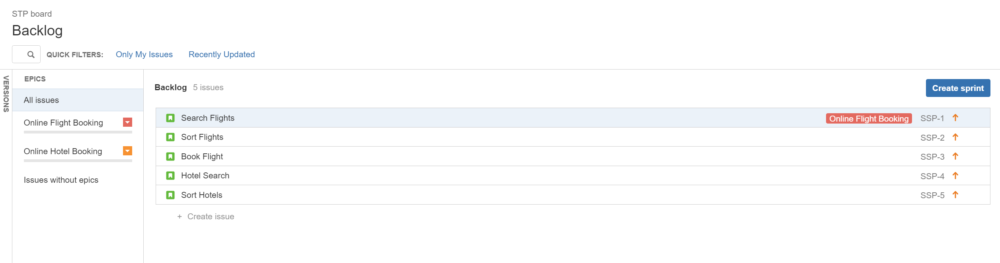 STP board
Backlog
QUICK FILTERS: Only My Issues Recently Updated
VERSIONS
EPICS
All issues
Online Flight Booking
Online Hotel Booking
Issues without epics
Backlog 5 issues
Create sprint
Search Flights Online Flight Booking SSP-1
Sort Flights SSP-2
Book Flight SSP-3
Hotel Search SSP-4
Sort Hotels SSP-5
+ Create issue